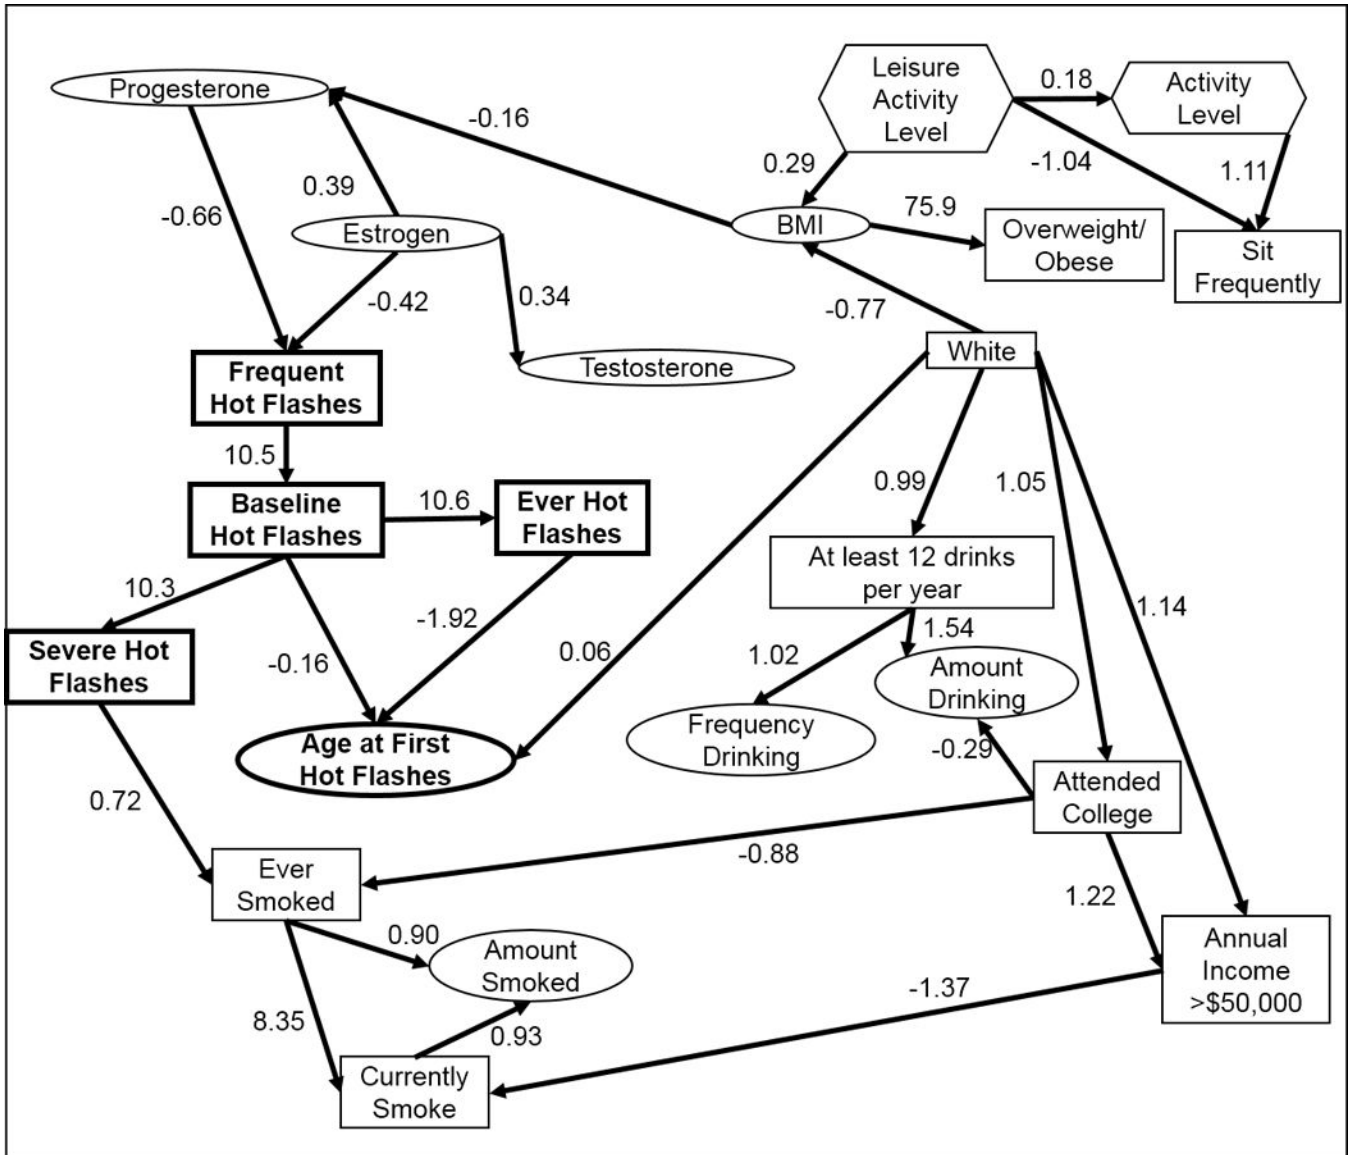 Progesterone
Leisure
Activity
Level
0.18
Activity
Level
-0.16
0.29
-1.04
1.11
0.39
-0.66
Estrogen
BMI
75.9
Overweight/
Obese
Sit
Frequently
-0.42
0.34
-0.77
White
Testosterone
Frequent
Hot Flashes
10.5
Baseline
Hot Flashes
10.6
Ever Hot
Flashes
0.99
1.05
At least 12 drinks
per year
10.3
-1.92
1.14
Severe Hot
Flashes
-0.16
0.06
1.02
1.54
Amount
Drinking
Frequency
Drinking
-0.29
Age at First
Hot Flashes
Attended
College
0.72
-0.88
1.22
Ever
Smoked
0.90
Amount
Smoked
Annual
Income
>$50,000
-1.37
8.35
0.93
Currently
Smoke